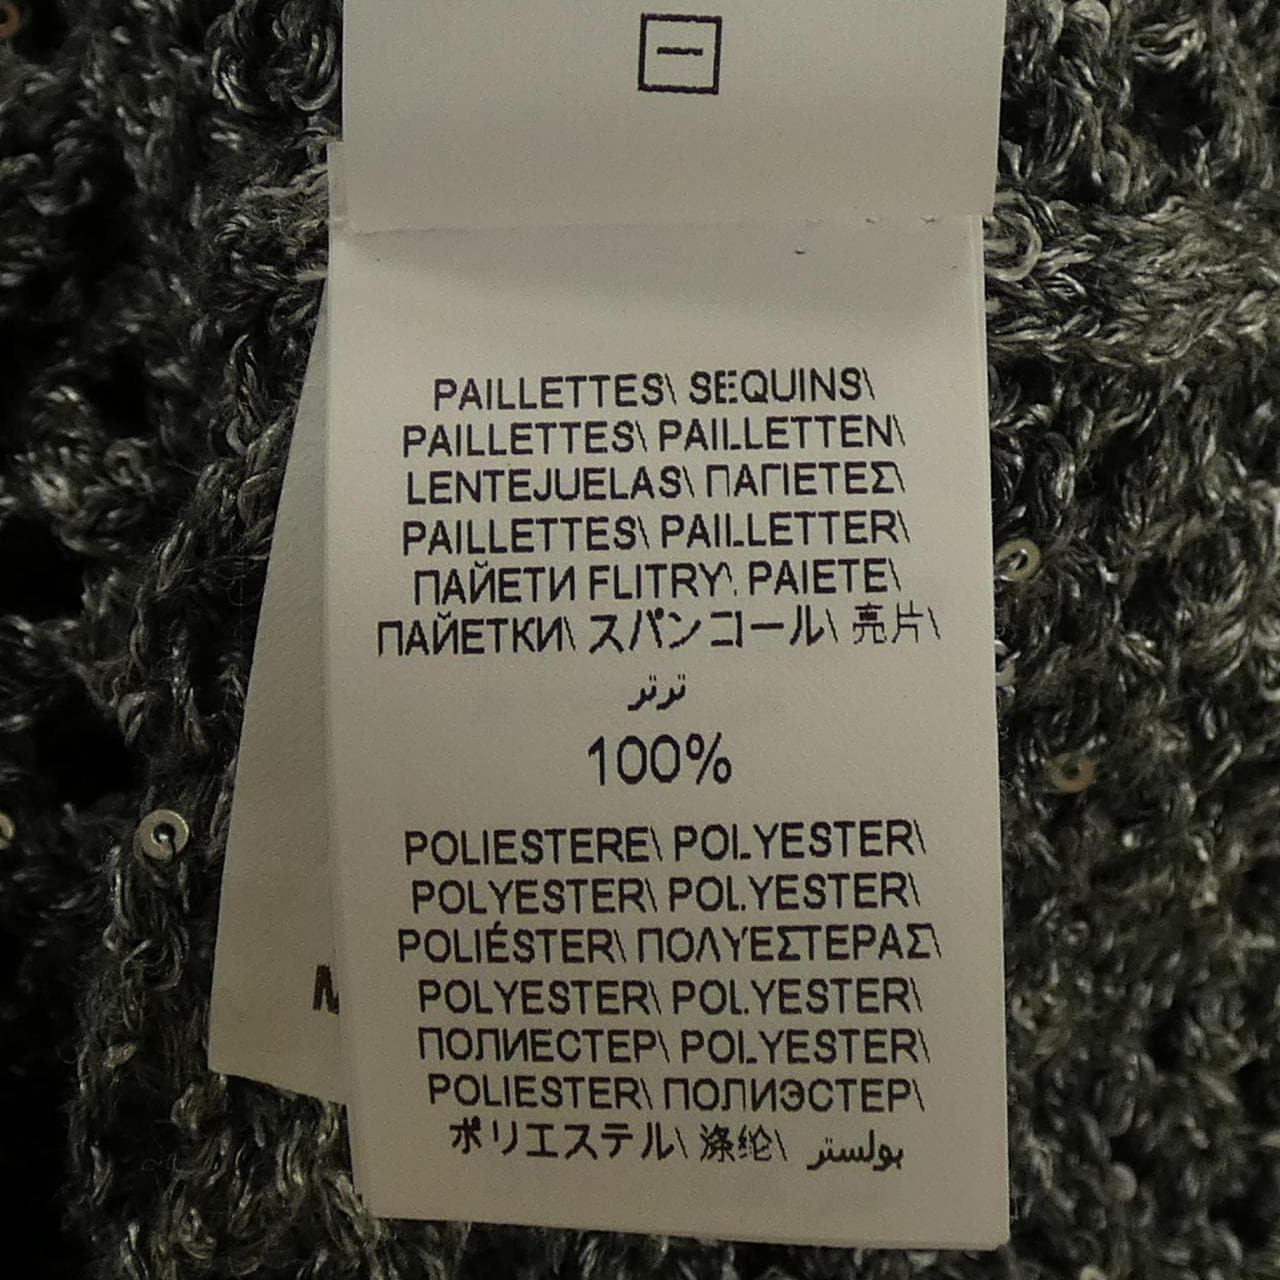 PAILLETTES\ SEQUINS\
PAILLETTES\ PAILLETTEN\
LENTEJUELAS\ ΠΑΓΙΕΤΕΣ\
PAILLETTES\ PAILLETTER\
ПАЙЕТИ FLITRY\ PAIETE\
ПАЙЕТКИ\ スパンコール\ 亮片\
ترتر
100%
POLIESTERE\ POLYESTER\
POLYESTER\ POLYESTER\
POLIÉSTER\ ΠΟΛΥΕΣΤΕΡΑΣ\
POLYESTER\ POLYESTER\
ПОЛИЕСТЕР\ POLYESTER\
POLIESTER\ ПОЛИЭСТЕР\
ポリエステル\ 涤纶\ بولستر
M